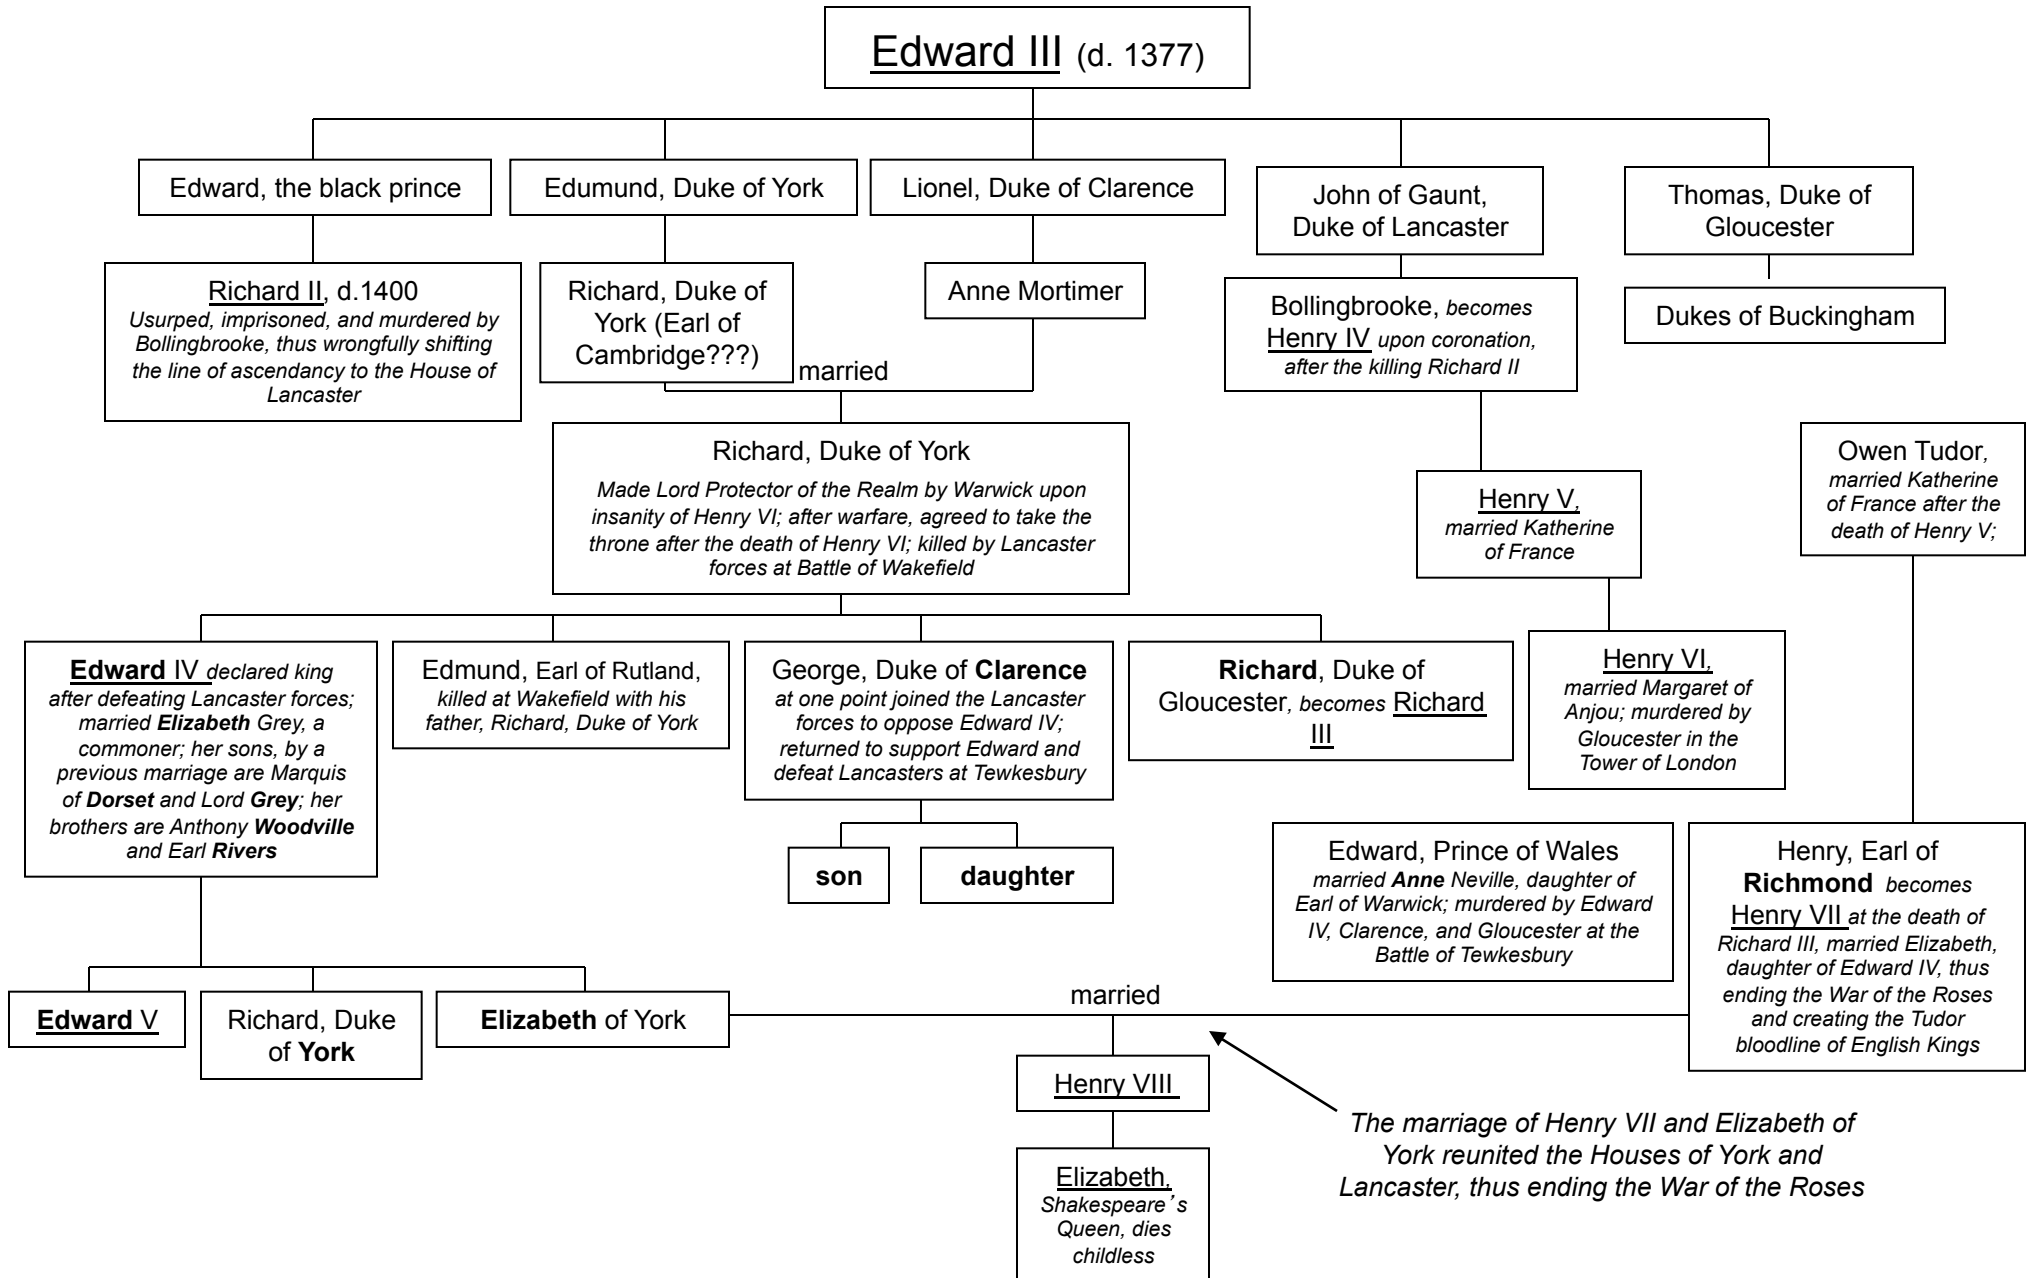 Edward III (d. 1377)
Edward, the black prince
Edumund, Duke of York
Lionel, Duke of Clarence
John of Gaunt,
Duke of Lancaster
Thomas, Duke of
Gloucester
Richard II, d.1400
Usurped, imprisoned, and murdered by
Bollingbrooke, thus wrongfully shifting
the line of ascendancy to the House of
Lancaster
Richard, Duke of
York (Earl of
Cambridge???)
married
Anne Mortimer
Bollingbrooke, becomes
Henry IV upon coronation,
after the killing Richard II
Dukes of Buckingham
Richard, Duke of York
Made Lord Protector of the Realm by Warwick upon
insanity of Henry VI; after warfare, agreed to take the
throne after the death of Henry VI; killed by Lancaster
forces at Battle of Wakefield
Henry V,
married Katherine
of France
Owen Tudor,
married Katherine
of France after the
death of Henry V;
Edward IV declared king
after defeating Lancaster forces;
married Elizabeth Grey, a
commoner; her sons, by a
previous marriage are Marquis
of Dorset and Lord Grey; her
brothers are Anthony Woodville
and Earl Rivers
Edmund, Earl of Rutland,
killed at Wakefield with his
father, Richard, Duke of York
George, Duke of Clarence
at one point joined the Lancaster
forces to oppose Edward IV;
returned to support Edward and
defeat Lancasters at Tewkesbury
Richard, Duke of
Gloucester, becomes Richard
III
Henry VI,
married Margaret of
Anjou; murdered by
Gloucester in the
Tower of London
son
daughter
Edward, Prince of Wales
married Anne Neville, daughter of
Earl of Warwick; murdered by Edward
IV, Clarence, and Gloucester at the
Battle of Tewkesbury
Henry, Earl of
Richmond becomes
Henry VII at the death of
Richard III, married Elizabeth,
daughter of Edward IV, thus
ending the War of the Roses
and creating the Tudor
bloodline of English Kings
Edward V
Richard, Duke
of York
Elizabeth of York
married
Henry VIII
The marriage of Henry VII and Elizabeth of
York reunited the Houses of York and
Lancaster, thus ending the War of the Roses
Elizabeth,
Shakespeare's
Queen, dies
childless